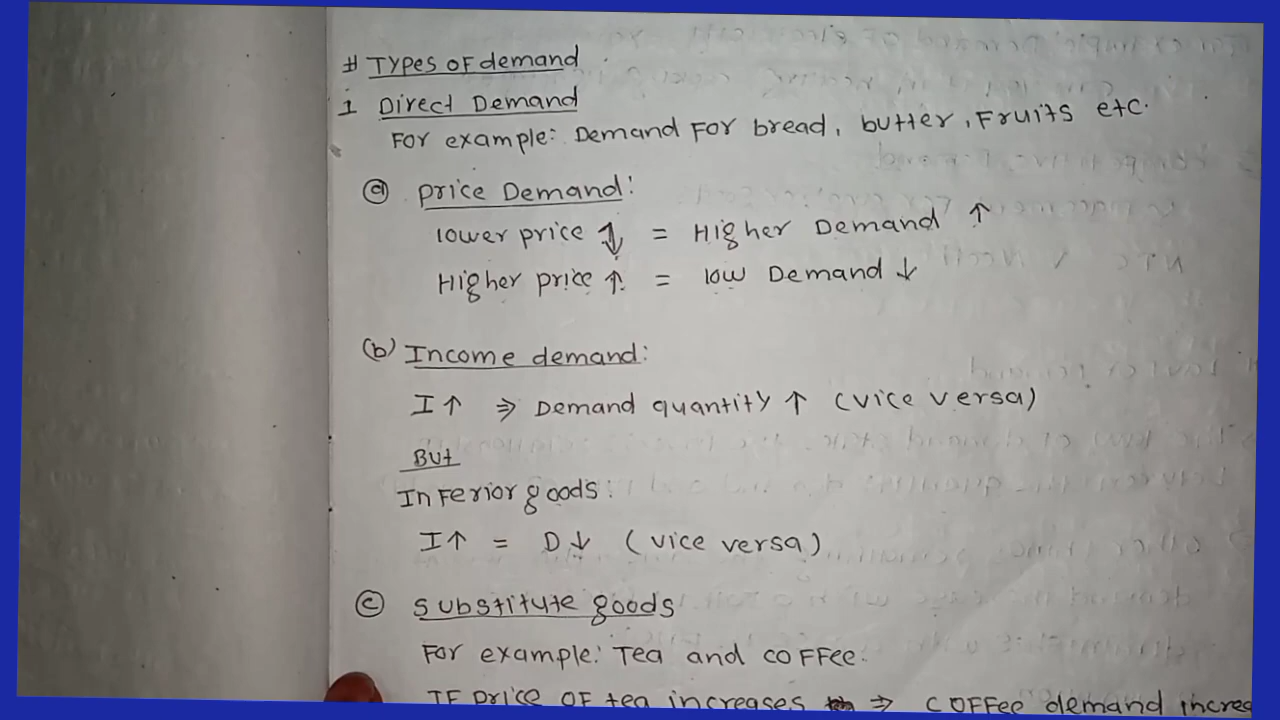 # Types of demand
1 Direct Demand
For example: Demand For bread, butter, Fruits etc.
(a) price Demand:
lower price ↓ = Higher Demand ↑
Higher price ↑ = low Demand ↓
(b) Income demand:
I↑ ⇒ Demand quantity ↑ (vice versa)
But
Inferior goods:
I↑ = D↓ (vice versa)
(c) substitute goods
For example: Tea and coffee.
If price of tea increases ⇒ coffee demand increa